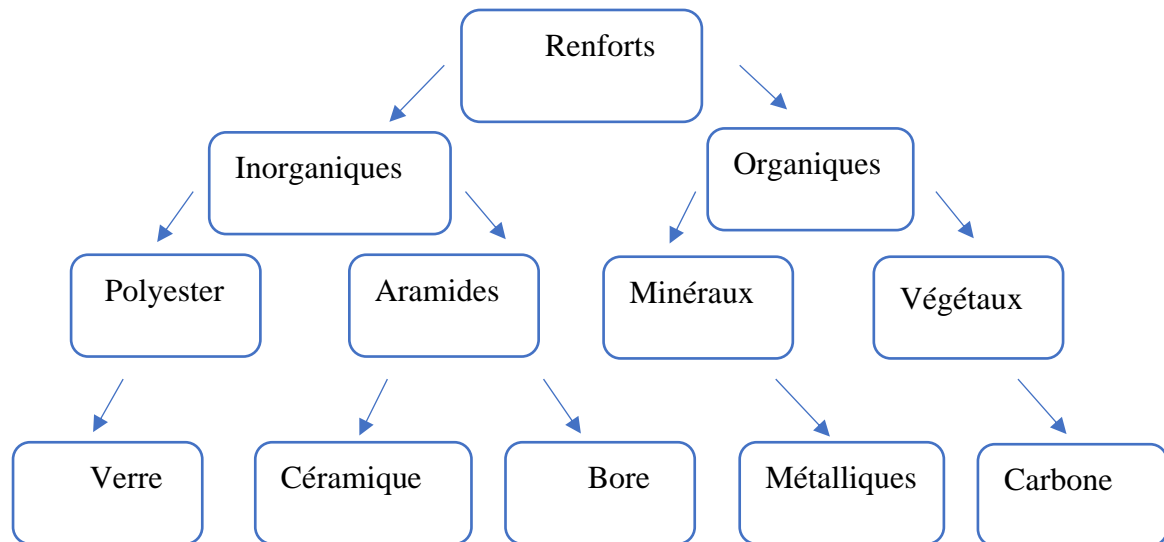 Renforts
Inorganiques
Organiques
Polyester
Aramides
Minéraux
Végétaux
Verre
Céramique
Bore
Métalliques
Carbone